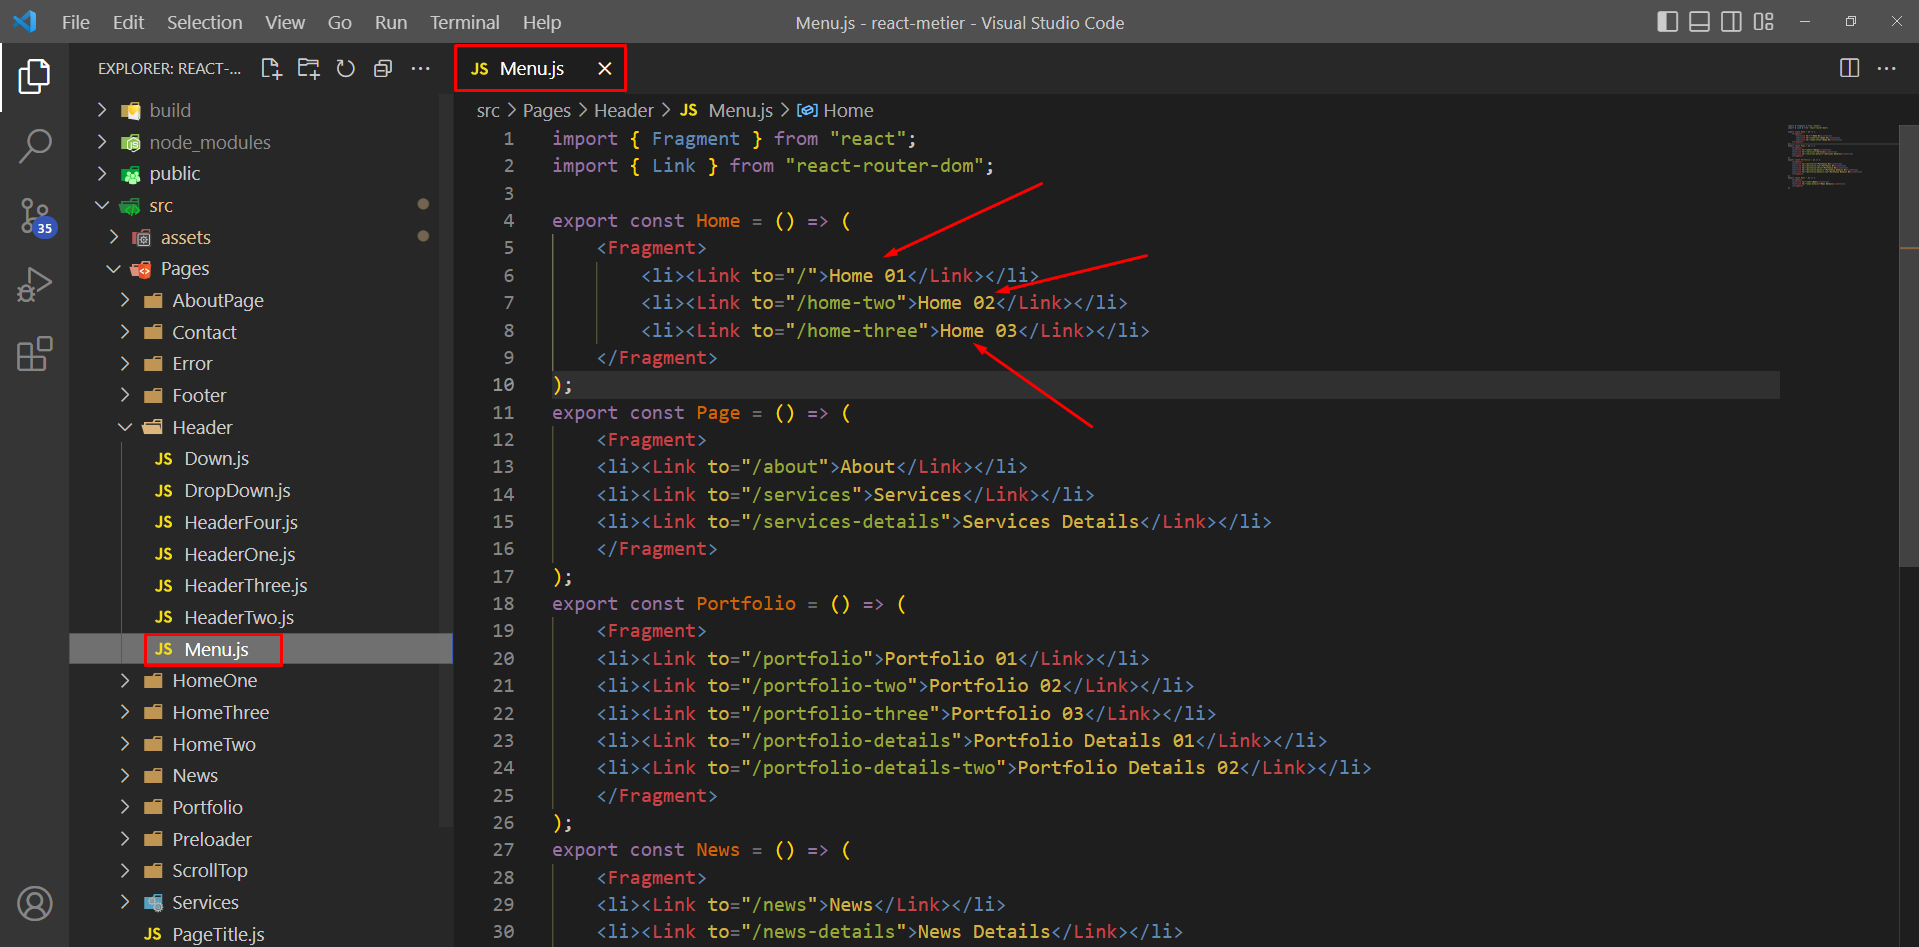 File Edit Selection View Go Run Terminal Help
Menu.js - react-metier - Visual Studio Code
EXPLORER: REACT-...
build
node_modules
public
src
assets
Pages
AboutPage
Contact
Error
Footer
Header
JS Down.js
JS DropDown.js
JS HeaderFour.js
JS HeaderOne.js
JS HeaderThree.js
JS HeaderTwo.js
JS Menu.js
HomeOne
HomeThree
HomeTwo
News
Portfolio
Preloader
ScrollTop
Services
JS PageTitle.js
35
JS Menu.js
src > Pages > Header > JS Menu.js > Home
1 import { Fragment } from "react";
2 import { Link } from "react-router-dom";
3
4 export const Home = () => (
5 <Fragment>
6 <li><Link to="/">Home 01</Link></li>
7 <li><Link to="/home-two">Home 02</Link></li>
8 <li><Link to="/home-three">Home 03</Link></li>
9 </Fragment>
10 );
11 export const Page = () => (
12 <Fragment>
13 <li><Link to="/about">About</Link></li>
14 <li><Link to="/services">Services</Link></li>
15 <li><Link to="/services-details">Services Details</Link></li>
16 </Fragment>
17 );
18 export const Portfolio = () => (
19 <Fragment>
20 <li><Link to="/portfolio">Portfolio 01</Link></li>
21 <li><Link to="/portfolio-two">Portfolio 02</Link></li>
22 <li><Link to="/portfolio-three">Portfolio 03</Link></li>
23 <li><Link to="/portfolio-details">Portfolio Details 01</Link></li>
24 <li><Link to="/portfolio-details-two">Portfolio Details 02</Link></li>
25 </Fragment>
26 );
27 export const News = () => (
28 <Fragment>
29 <li><Link to="/news">News</Link></li>
30 <li><Link to="/news-details">News Details</Link></li>